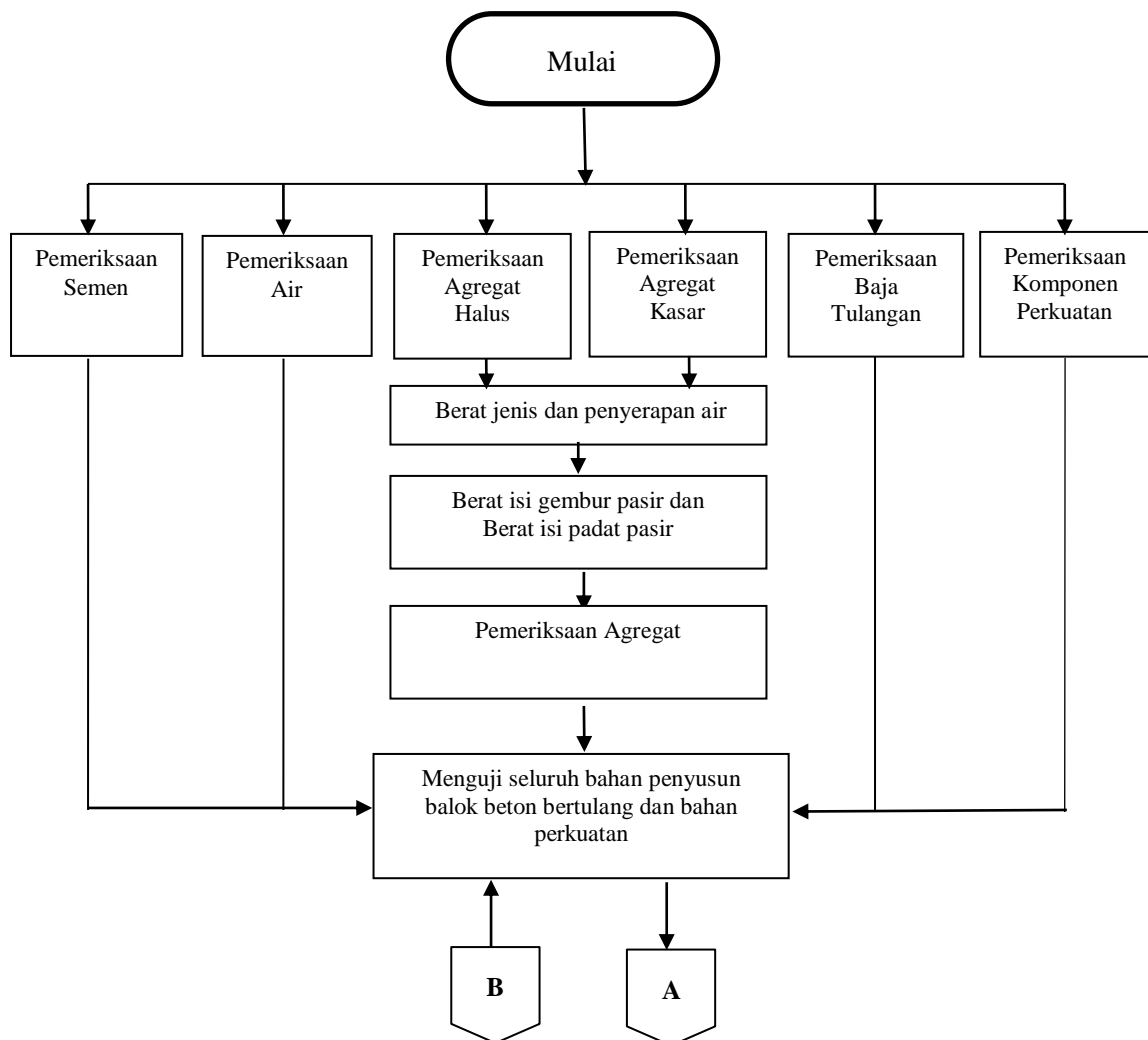 Mulai
Pemeriksaan
Semen
Pemeriksaan
Air
Pemeriksaan
Agregat
Halus
Pemeriksaan
Agregat
Kasar
Pemeriksaan
Baja
Tulangan
Pemeriksaan
Komponen
Perkuatan
Berat jenis dan penyerapan air
Berat isi gembur pasir dan
Berat isi padat pasir
Pemeriksaan Agregat
Menguji seluruh bahan penyusun
balok beton bertulang dan bahan
perkuatan
B
A